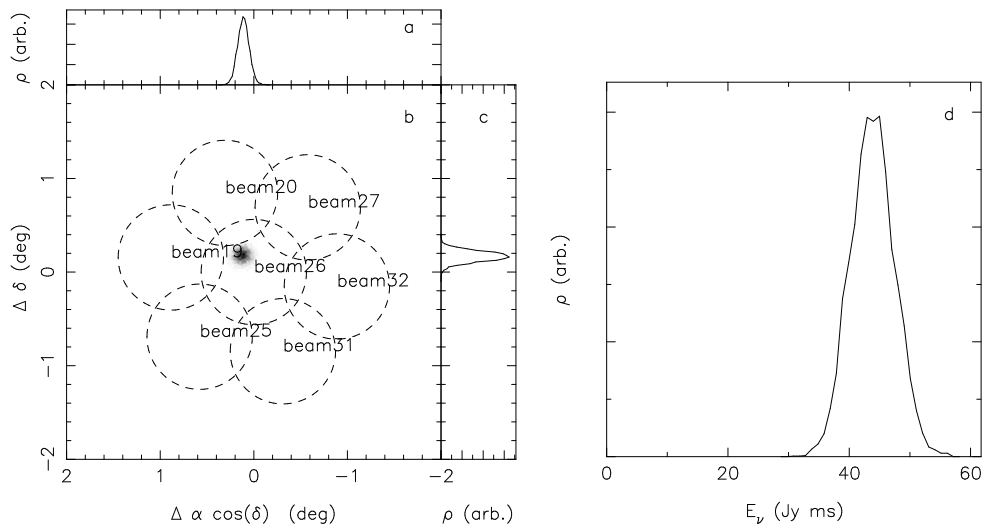 ρ (arb.)
a
2
b
c
d
1
0
−1
−2
Δ δ (deg)
beam20
beam27
beam19
beam26
beam32
beam25
beam31
2
1
0
−1
−2
Δ α cos(δ) (deg)
ρ (arb.)
ρ (arb.)
0
20
40
60
E_ν (Jy ms)